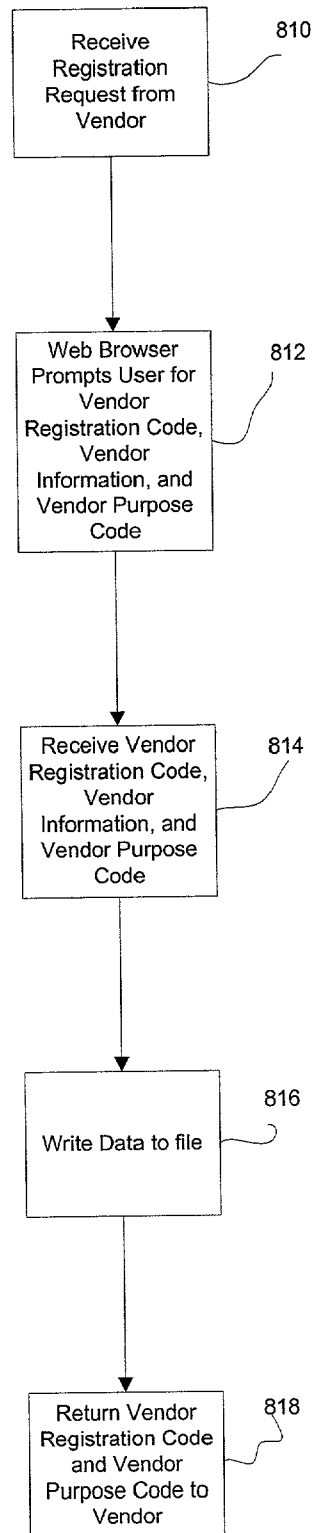 Receive
Registration
Request from
Vendor
810
Web Browser
Prompts User for
Vendor
Registration Code,
Vendor
Information, and
Vendor Purpose
Code
812
Receive Vendor
Registration Code,
Vendor
Information, and
Vendor Purpose
Code
814
Write Data to file
816
Return Vendor
Registration Code
and Vendor
Purpose Code to
Vendor
818